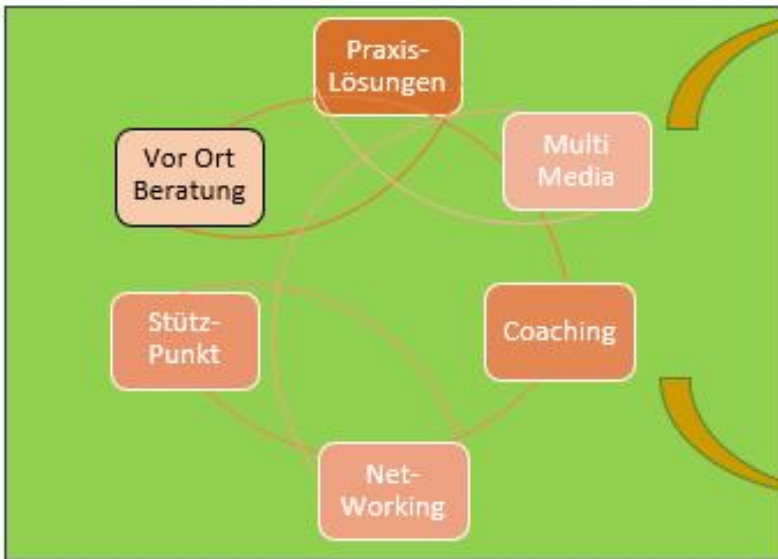 Praxis-
Lösungen
Multi
Media
Vor Ort
Beratung
Coaching
Stütz-
Punkt
Net-
Working